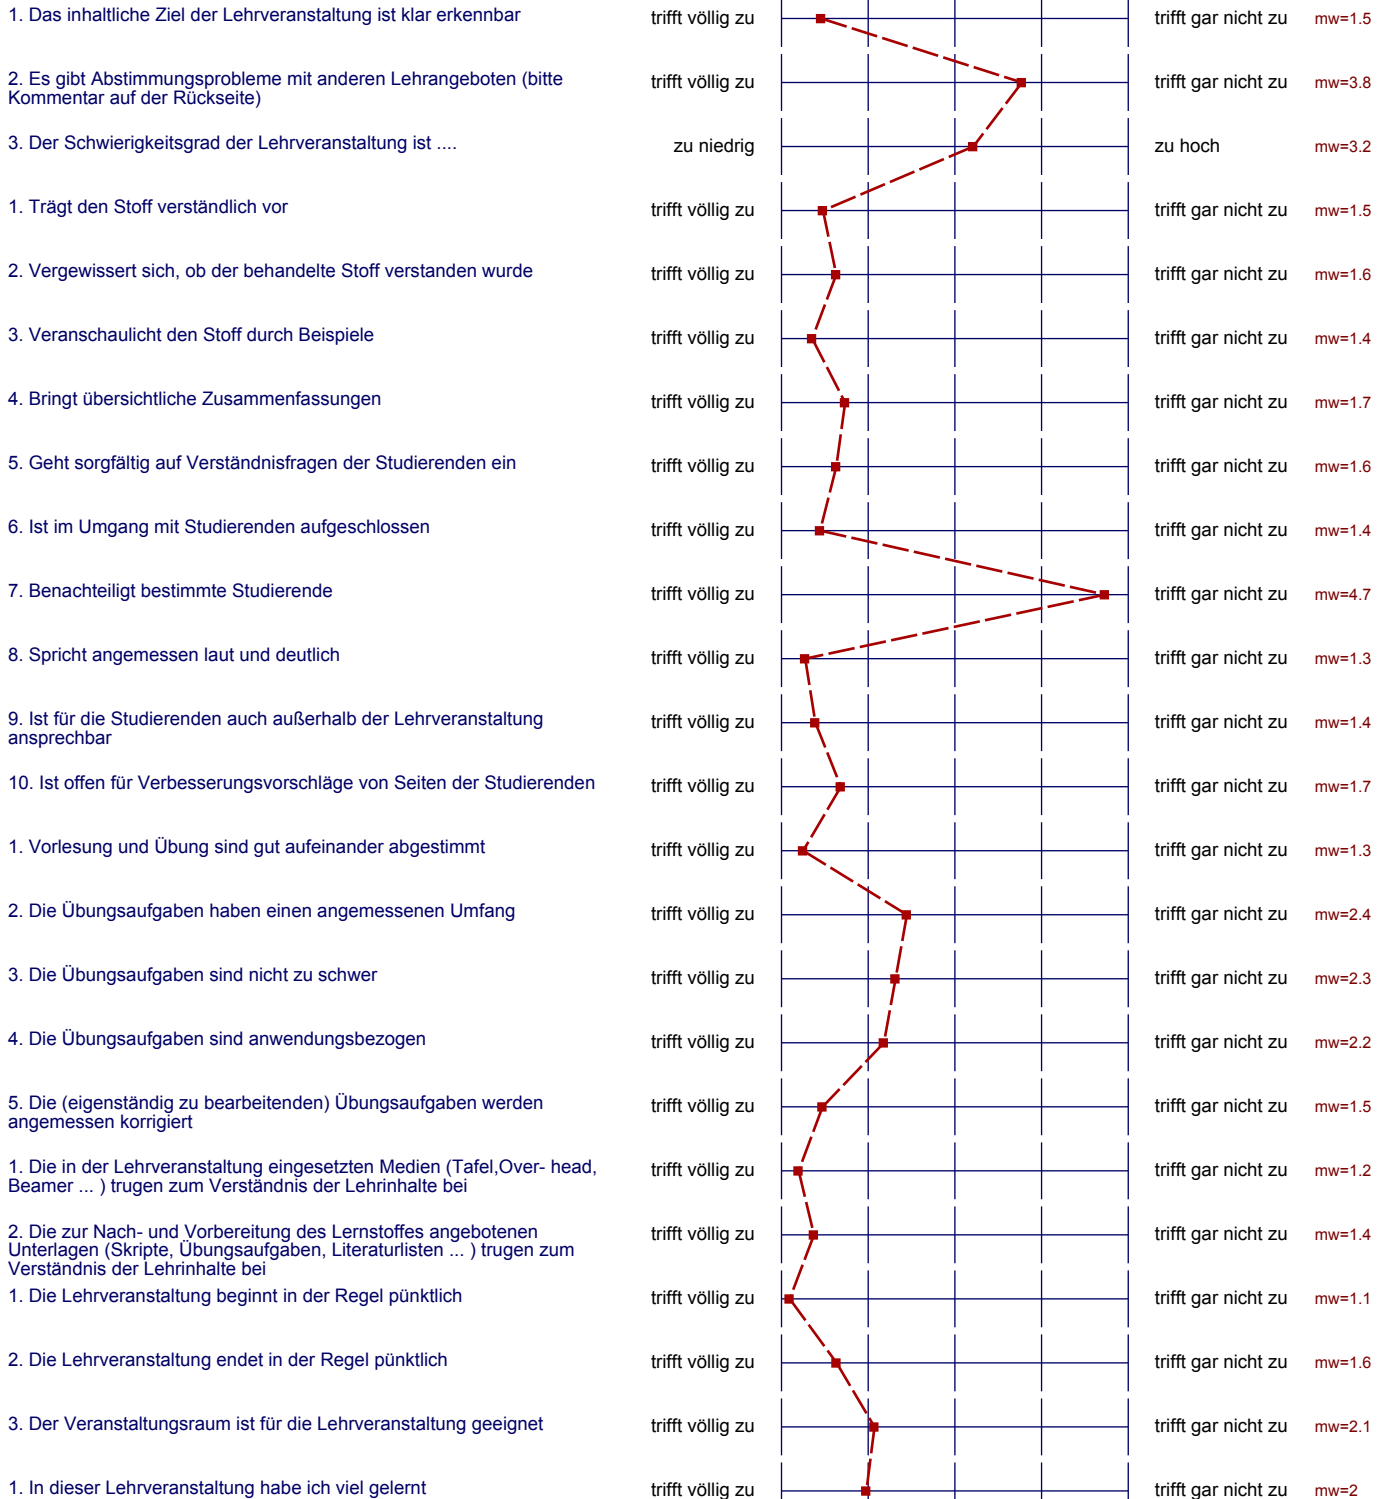 1. Das inhaltliche Ziel der Lehrveranstaltung ist klar erkennbar trifft völlig zu trifft gar nicht zu mw=1.5
2. Es gibt Abstimmungsprobleme mit anderen Lehrangeboten (bitte
Kommentar auf der Rückseite) trifft völlig zu trifft gar nicht zu mw=3.8
3. Der Schwierigkeitsgrad der Lehrveranstaltung ist .... zu niedrig zu hoch mw=3.2
1. Trägt den Stoff verständlich vor trifft völlig zu trifft gar nicht zu mw=1.5
2. Vergewissert sich, ob der behandelte Stoff verstanden wurde trifft völlig zu trifft gar nicht zu mw=1.6
3. Veranschaulicht den Stoff durch Beispiele trifft völlig zu trifft gar nicht zu mw=1.4
4. Bringt übersichtliche Zusammenfassungen trifft völlig zu trifft gar nicht zu mw=1.7
5. Geht sorgfältig auf Verständnisfragen der Studierenden ein trifft völlig zu trifft gar nicht zu mw=1.6
6. Ist im Umgang mit Studierenden aufgeschlossen trifft völlig zu trifft gar nicht zu mw=1.4
7. Benachteiligt bestimmte Studierende trifft völlig zu trifft gar nicht zu mw=4.7
8. Spricht angemessen laut und deutlich trifft völlig zu trifft gar nicht zu mw=1.3
9. Ist für die Studierenden auch außerhalb der Lehrveranstaltung
ansprechbar trifft völlig zu trifft gar nicht zu mw=1.4
10. Ist offen für Verbesserungsvorschläge von Seiten der Studierenden trifft völlig zu trifft gar nicht zu mw=1.7
1. Vorlesung und Übung sind gut aufeinander abgestimmt trifft völlig zu trifft gar nicht zu mw=1.3
2. Die Übungsaufgaben haben einen angemessenen Umfang trifft völlig zu trifft gar nicht zu mw=2.4
3. Die Übungsaufgaben sind nicht zu schwer trifft völlig zu trifft gar nicht zu mw=2.3
4. Die Übungsaufgaben sind anwendungsbezogen trifft völlig zu trifft gar nicht zu mw=2.2
5. Die (eigenständig zu bearbeitenden) Übungsaufgaben werden
angemessen korrigiert trifft völlig zu trifft gar nicht zu mw=1.5
1. Die in der Lehrveranstaltung eingesetzten Medien (Tafel,Over- head,
Beamer ... ) trugen zum Verständnis der Lehrinhalte bei trifft völlig zu trifft gar nicht zu mw=1.2
2. Die zur Nach- und Vorbereitung des Lernstoffes angebotenen
Unterlagen (Skripte, Übungsaufgaben, Literaturlisten ... ) trugen zum
Verständnis der Lehrinhalte bei trifft völlig zu trifft gar nicht zu mw=1.4
1. Die Lehrveranstaltung beginnt in der Regel pünktlich trifft völlig zu trifft gar nicht zu mw=1.1
2. Die Lehrveranstaltung endet in der Regel pünktlich trifft völlig zu trifft gar nicht zu mw=1.6
3. Der Veranstaltungsraum ist für die Lehrveranstaltung geeignet trifft völlig zu trifft gar nicht zu mw=2.1
1. In dieser Lehrveranstaltung habe ich viel gelernt trifft völlig zu trifft gar nicht zu mw=2